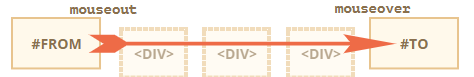 mouseout mouseover
#FROM <DIV> <DIV> <DIV> #TO